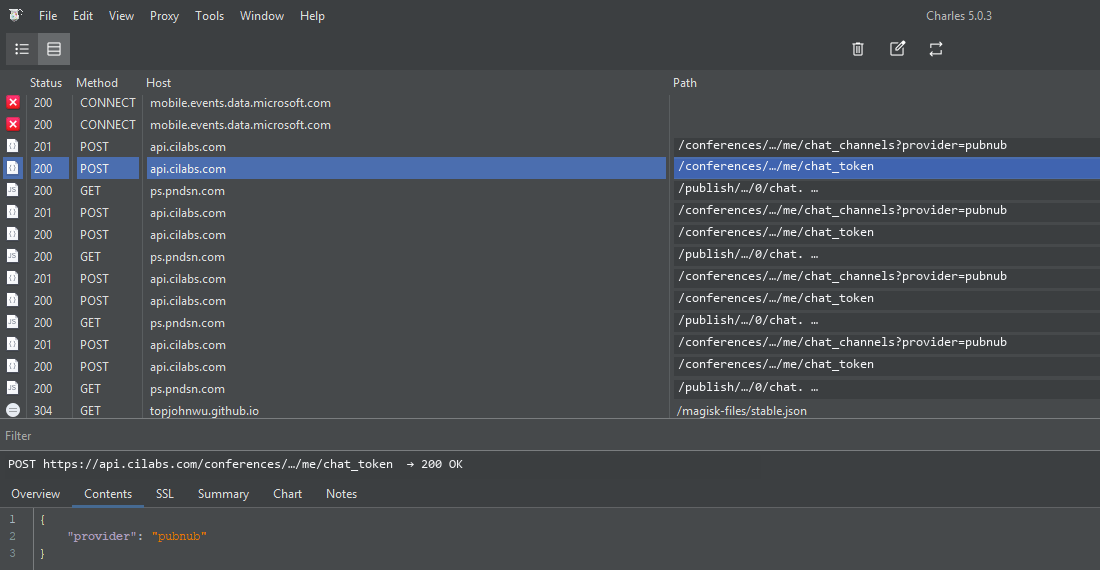 File Edit View Proxy Tools Window Help Charles 5.0.3
Status Method Host Path
200 CONNECT mobile.events.data.microsoft.com
200 CONNECT mobile.events.data.microsoft.com
201 POST api.cilabs.com /conferences/…/me/chat_channels?provider=pubnub
200 POST api.cilabs.com /conferences/…/me/chat_token
200 GET ps.pndsn.com /publish/…/0/chat. …
201 POST api.cilabs.com /conferences/…/me/chat_channels?provider=pubnub
200 POST api.cilabs.com /conferences/…/me/chat_token
200 GET ps.pndsn.com /publish/…/0/chat. …
201 POST api.cilabs.com /conferences/…/me/chat_channels?provider=pubnub
200 POST api.cilabs.com /conferences/…/me/chat_token
200 GET ps.pndsn.com /publish/…/0/chat. …
201 POST api.cilabs.com /conferences/…/me/chat_channels?provider=pubnub
200 POST api.cilabs.com /conferences/…/me/chat_token
200 GET ps.pndsn.com /publish/…/0/chat. …
304 GET topjohnwu.github.io /magisk-files/stable.json
Filter
POST https://api.cilabs.com/conferences/…/me/chat_token → 200 OK
Overview Contents SSL Summary Chart Notes
1 {
2 "provider": "pubnub"
3 }